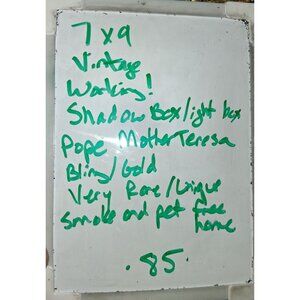 7 x 9
Vintage
Working!
Shadow Box/light box
Pope Mother Teresa
Bling/Gold
Very Rare/Unique
Smoke and pet free
home
.85.